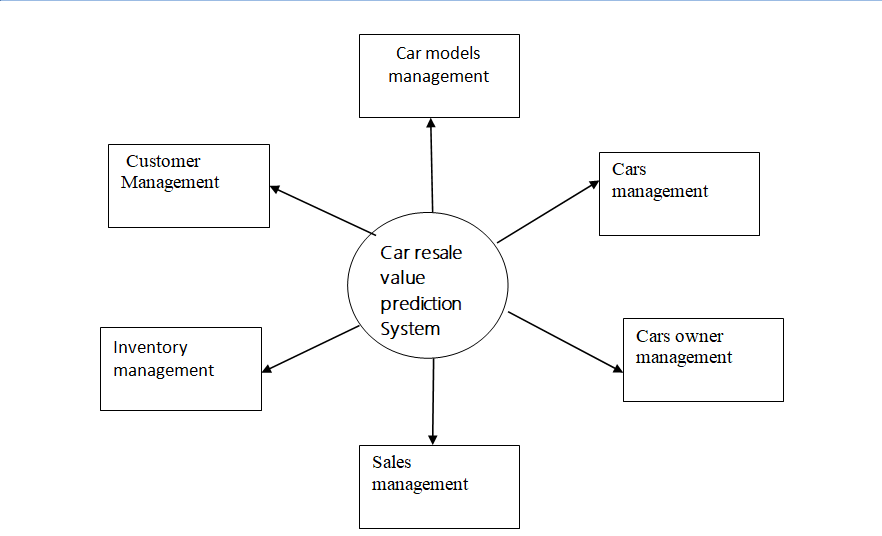 Car models
management
Customer
Management
Cars
management
Car resale
value
prediction
System
Inventory
management
Cars owner
management
Sales
management